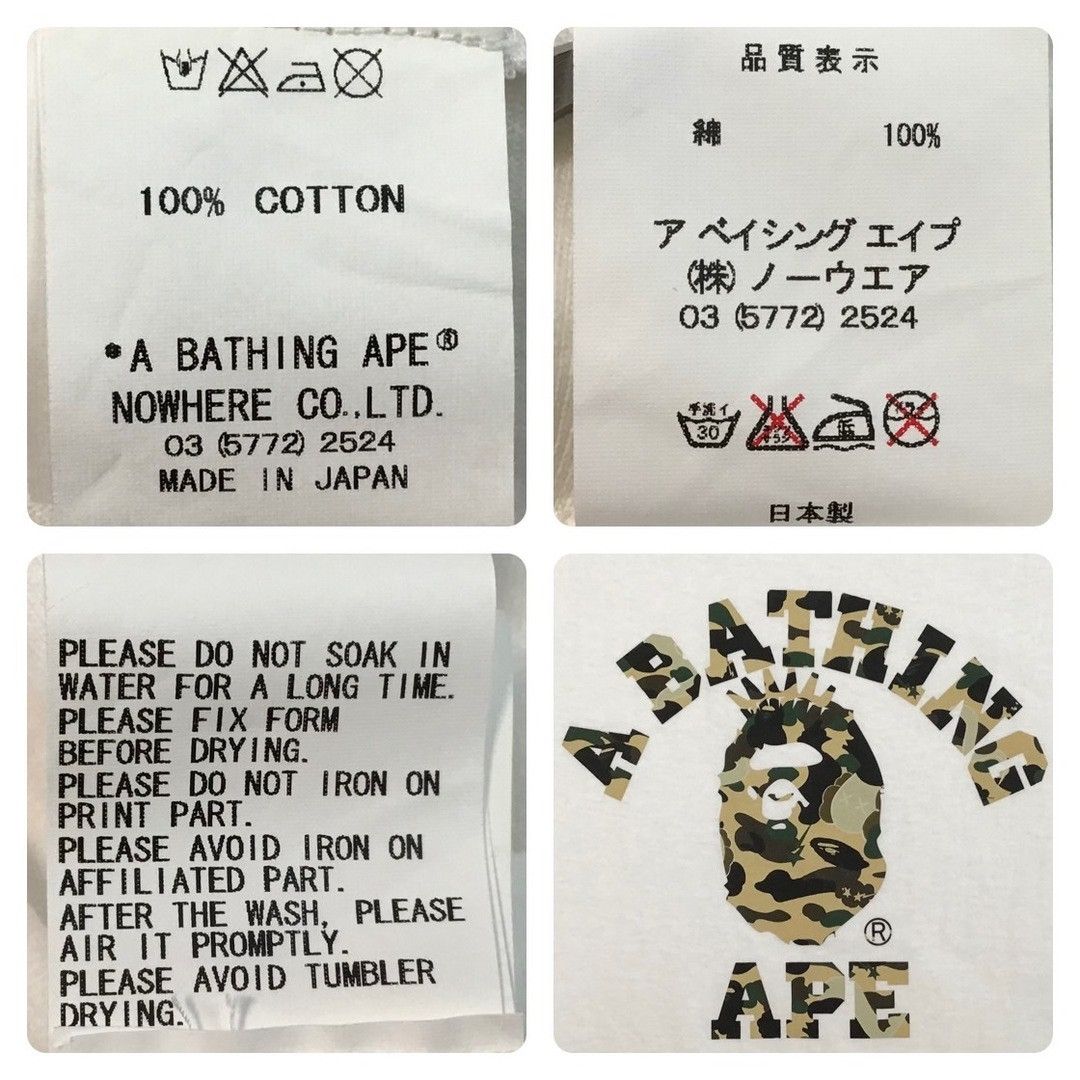 100% COTTON
*A BATHING APE®
NOWHERE CO.,LTD.
03 (5772) 2524
MADE IN JAPAN
品質表示
綿 100%
ア ベイシング エイプ
(株) ノーウエア
03 (5772) 2524
手洗イ
30
日本製
PLEASE DO NOT SOAK IN
WATER FOR A LONG TIME.
PLEASE FIX FORM
BEFORE DRYING.
PLEASE DO NOT IRON ON
PRINT PART.
PLEASE AVOID IRON ON
AFFILIATED PART.
AFTER THE WASH, PLEASE
AIR IT PROMPTLY.
PLEASE AVOID TUMBLER
DRYING.
A BATHING
®
APE